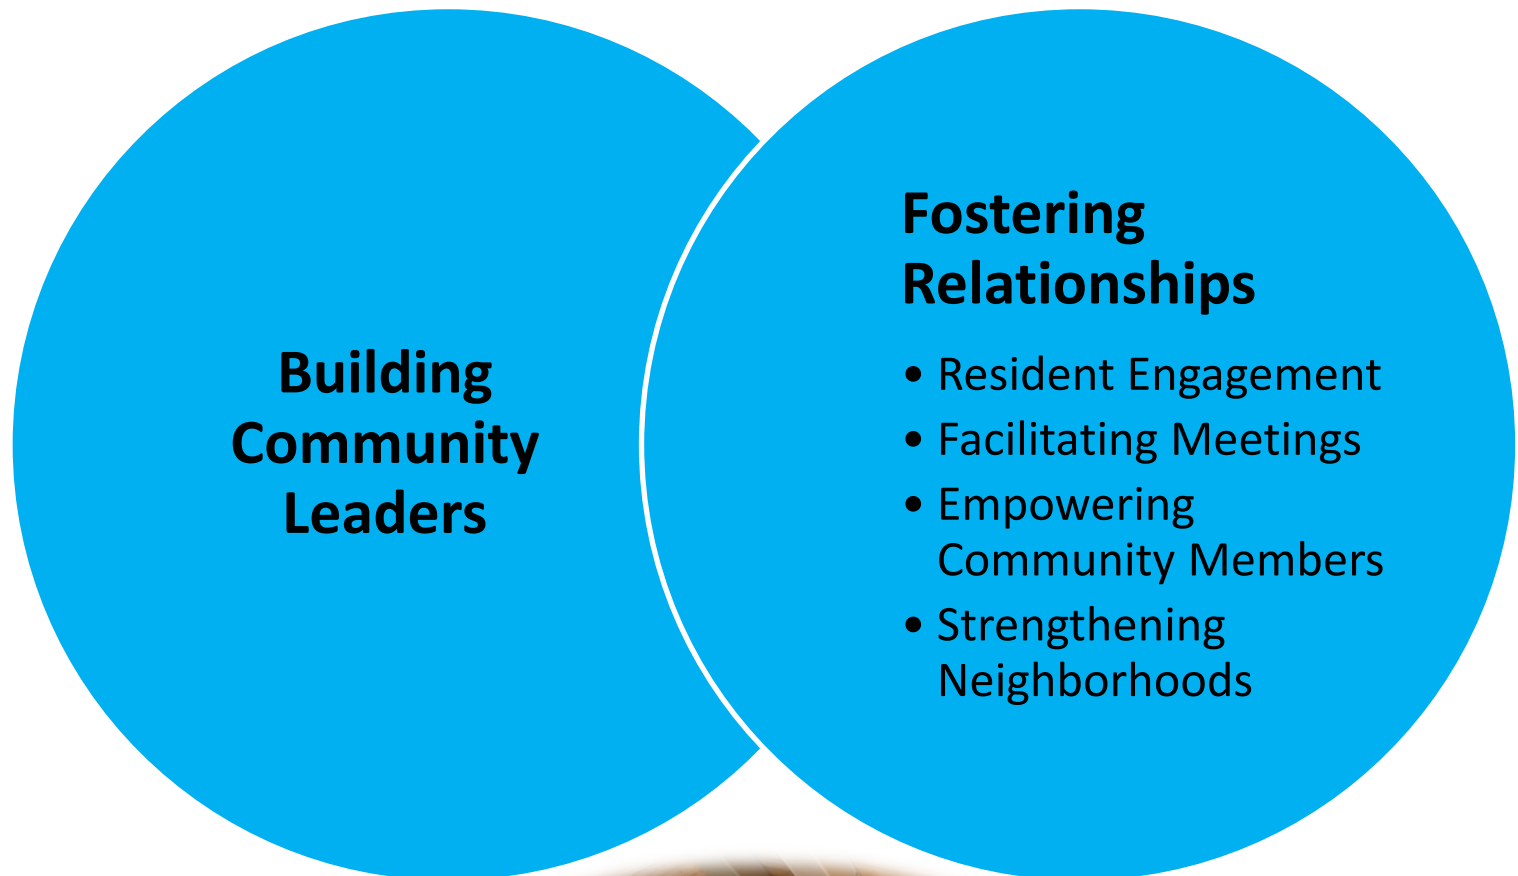 Building
Community
Leaders
Fostering
Relationships
• Resident Engagement
• Facilitating Meetings
• Empowering
Community Members
• Strengthening
Neighborhoods